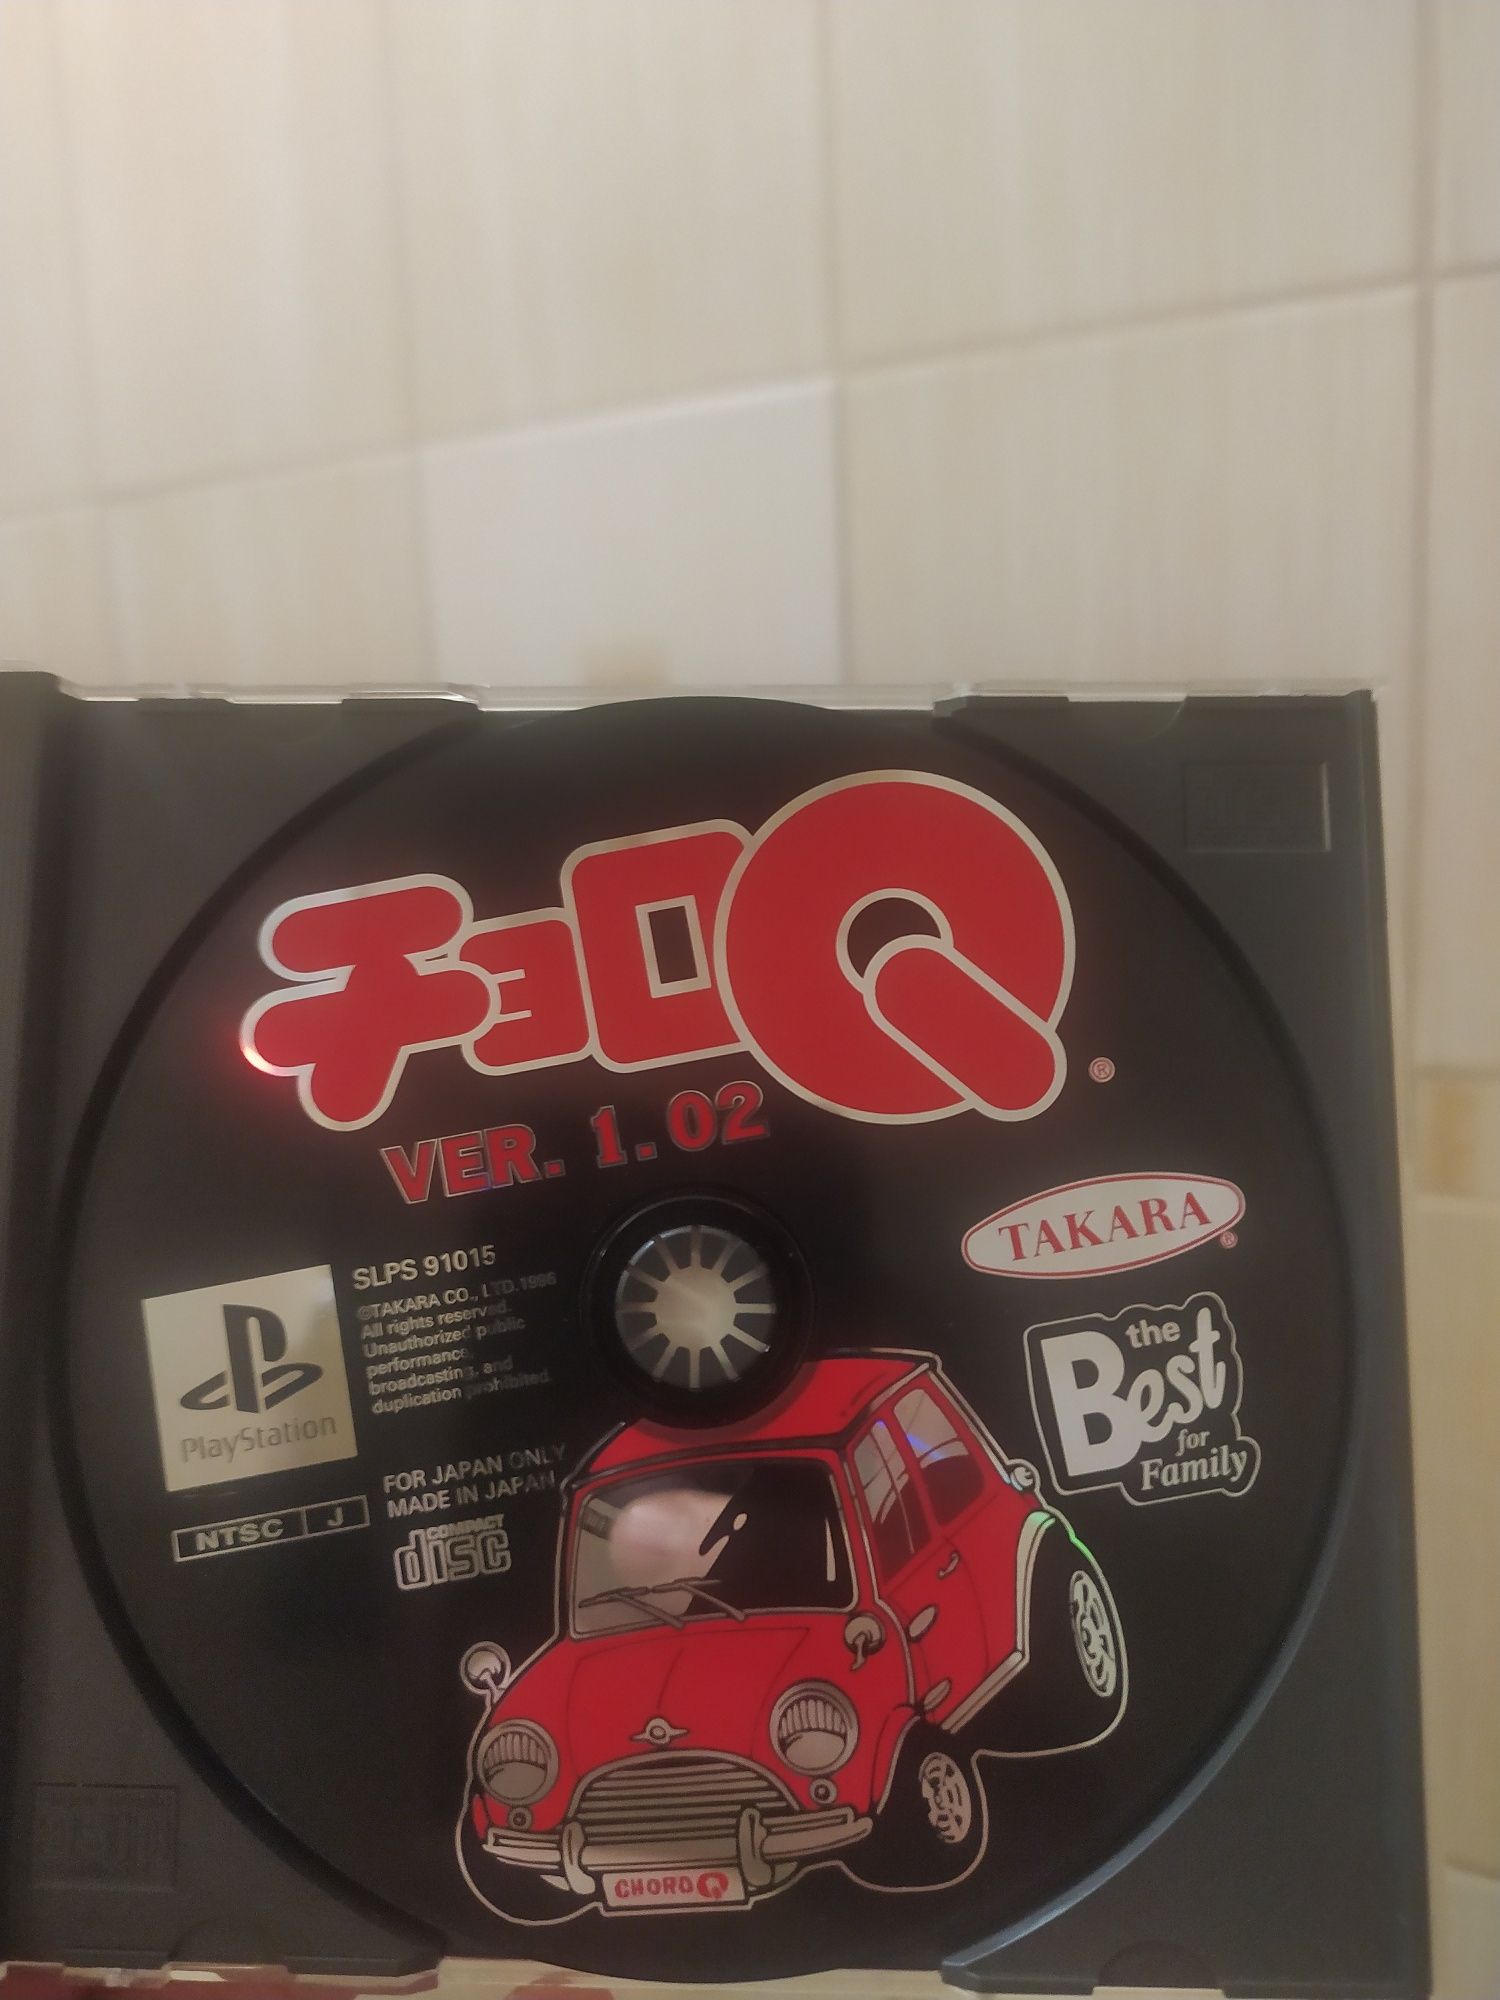 チョロQ®
VER. 1.02
TAKARA®
SLPS 91015
©TAKARA CO., LTD.1996
All rights reserved.
Unauthorized public
performance,
broadcasting, and
duplication prohibited.
PlayStation
the
Best
for
Family
FOR JAPAN ONLY
MADE IN JAPAN
NTSC J
COMPACT
disc
CHORO Q